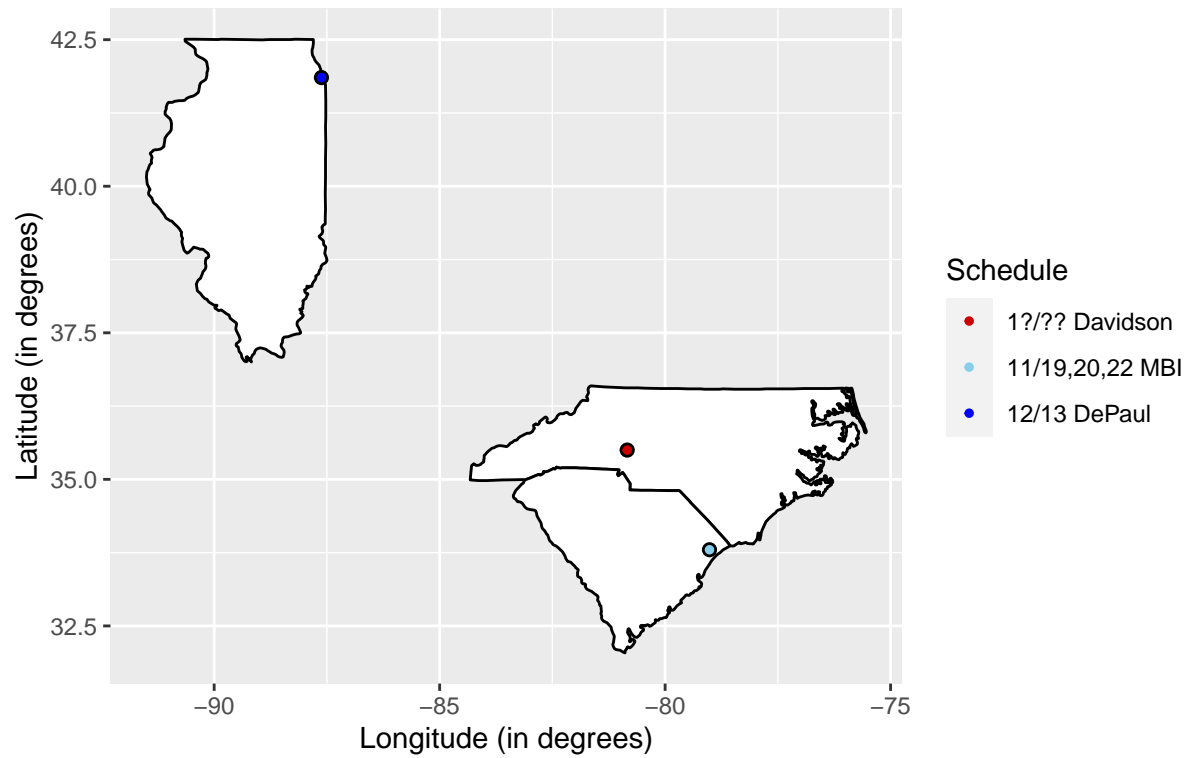 42.5
40.0
37.5
35.0
32.5
Latitude (in degrees)
−90
−85
−80
−75
Longitude (in degrees)
Schedule
1?/?? Davidson
11/19,20,22 MBI
12/13 DePaul